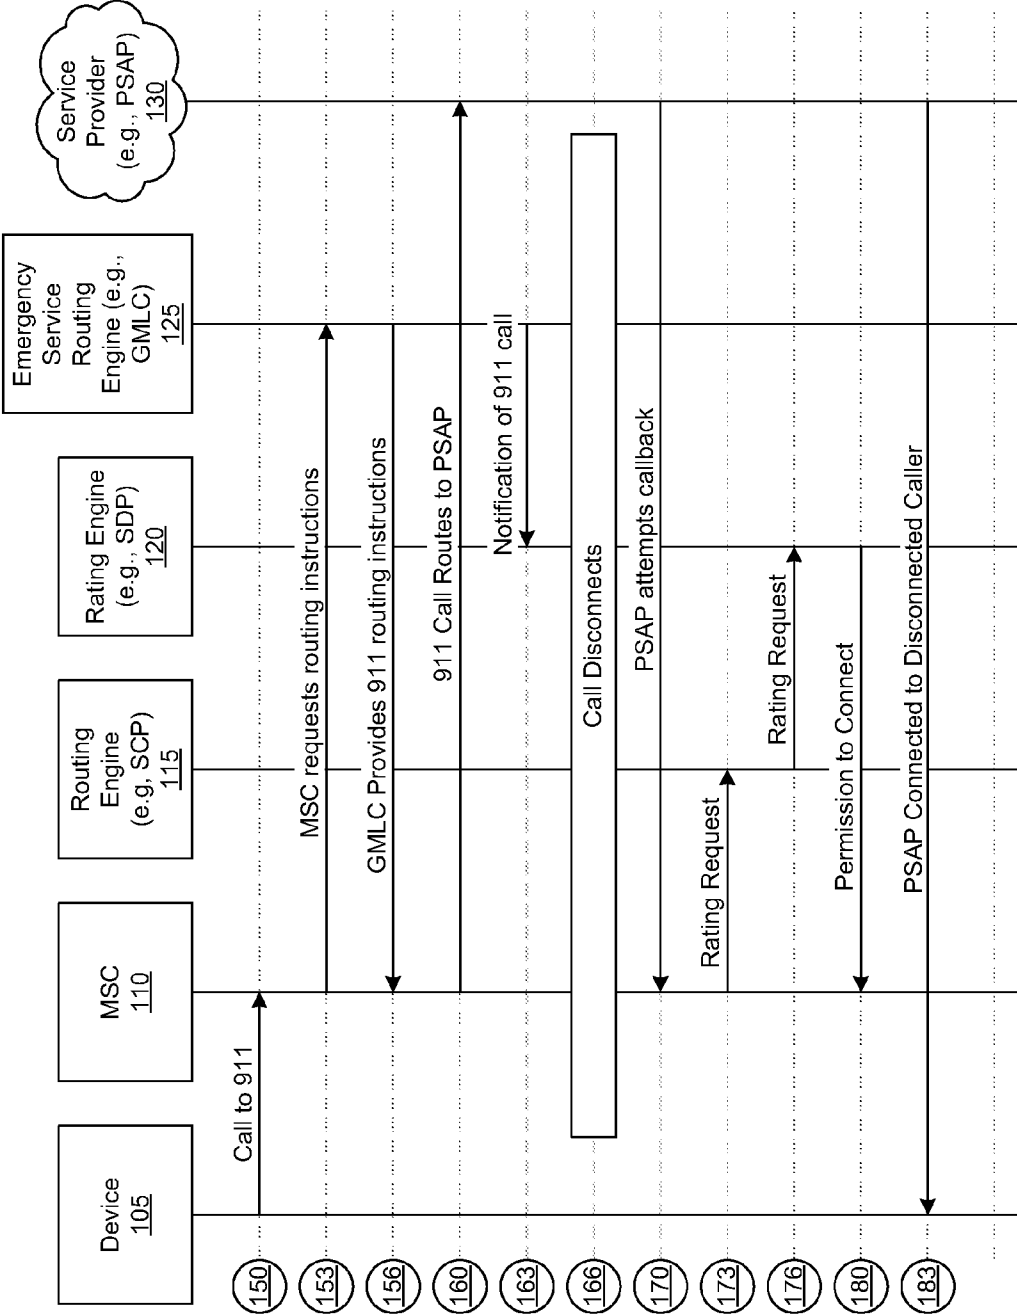 Device
105
MSC
110
Routing
Engine
(e.g, SCP)
115
Rating Engine
(e.g., SDP)
120
Emergency
Service
Routing
Engine (e.g.,
GMLC)
125
Service
Provider
(e.g., PSAP)
130
150
Call to 911
153
MSC requests routing instructions
156
GMLC Provides 911 routing instructions
160
911 Call Routes to PSAP
163
Notification of 911 call
166
Call Disconnects
170
PSAP attempts callback
173
Rating Request
176
Rating Request
180
Permission to Connect
183
PSAP Connected to Disconnected Caller